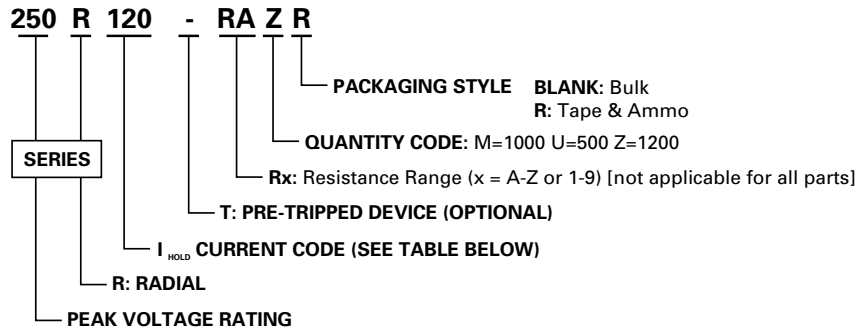 250 R 120 - RA Z R
PACKAGING STYLE BLANK: Bulk
R: Tape & Ammo
QUANTITY CODE: M=1000 U=500 Z=1200
SERIES
Rx: Resistance Range (x = A-Z or 1-9) [not applicable for all parts]
T: PRE-TRIPPED DEVICE (OPTIONAL)
I HOLD CURRENT CODE (SEE TABLE BELOW)
R: RADIAL
PEAK VOLTAGE RATING